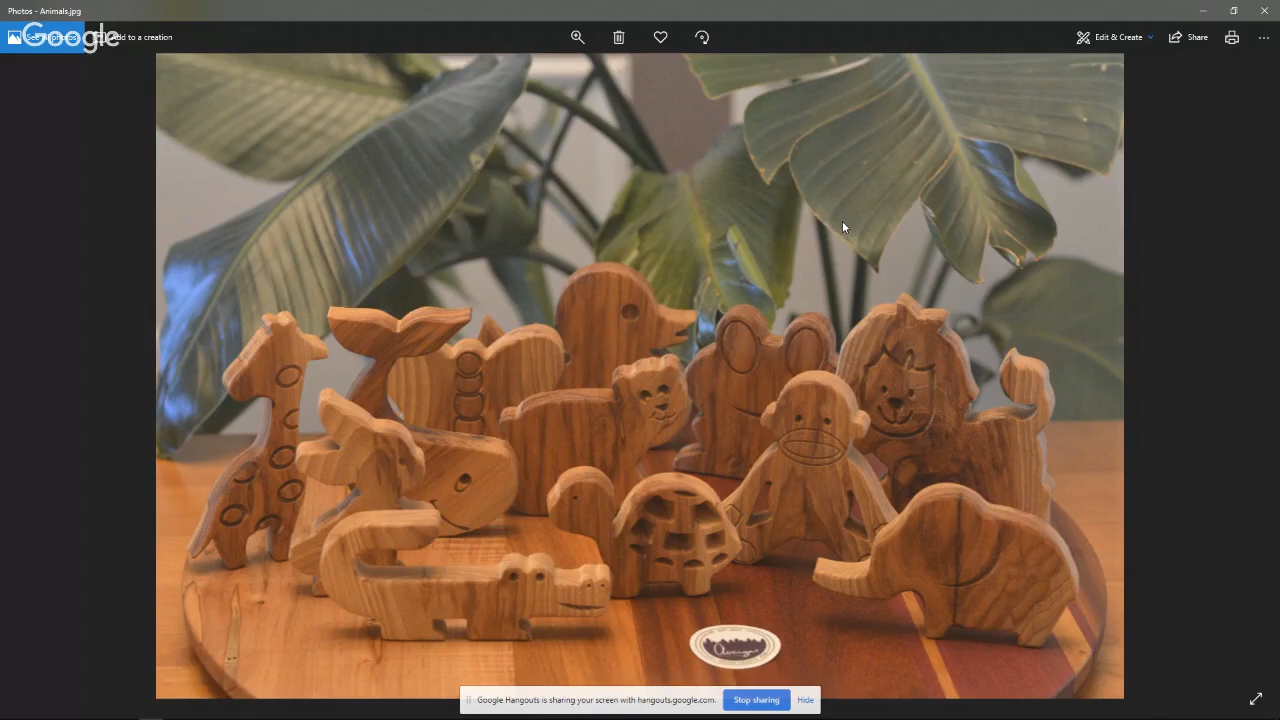 Photos - Animals.jpg
Google
Add to a creation
Edit & Create
Share
Google Hangouts is sharing your screen with hangouts.google.com.
Stop sharing
Hide